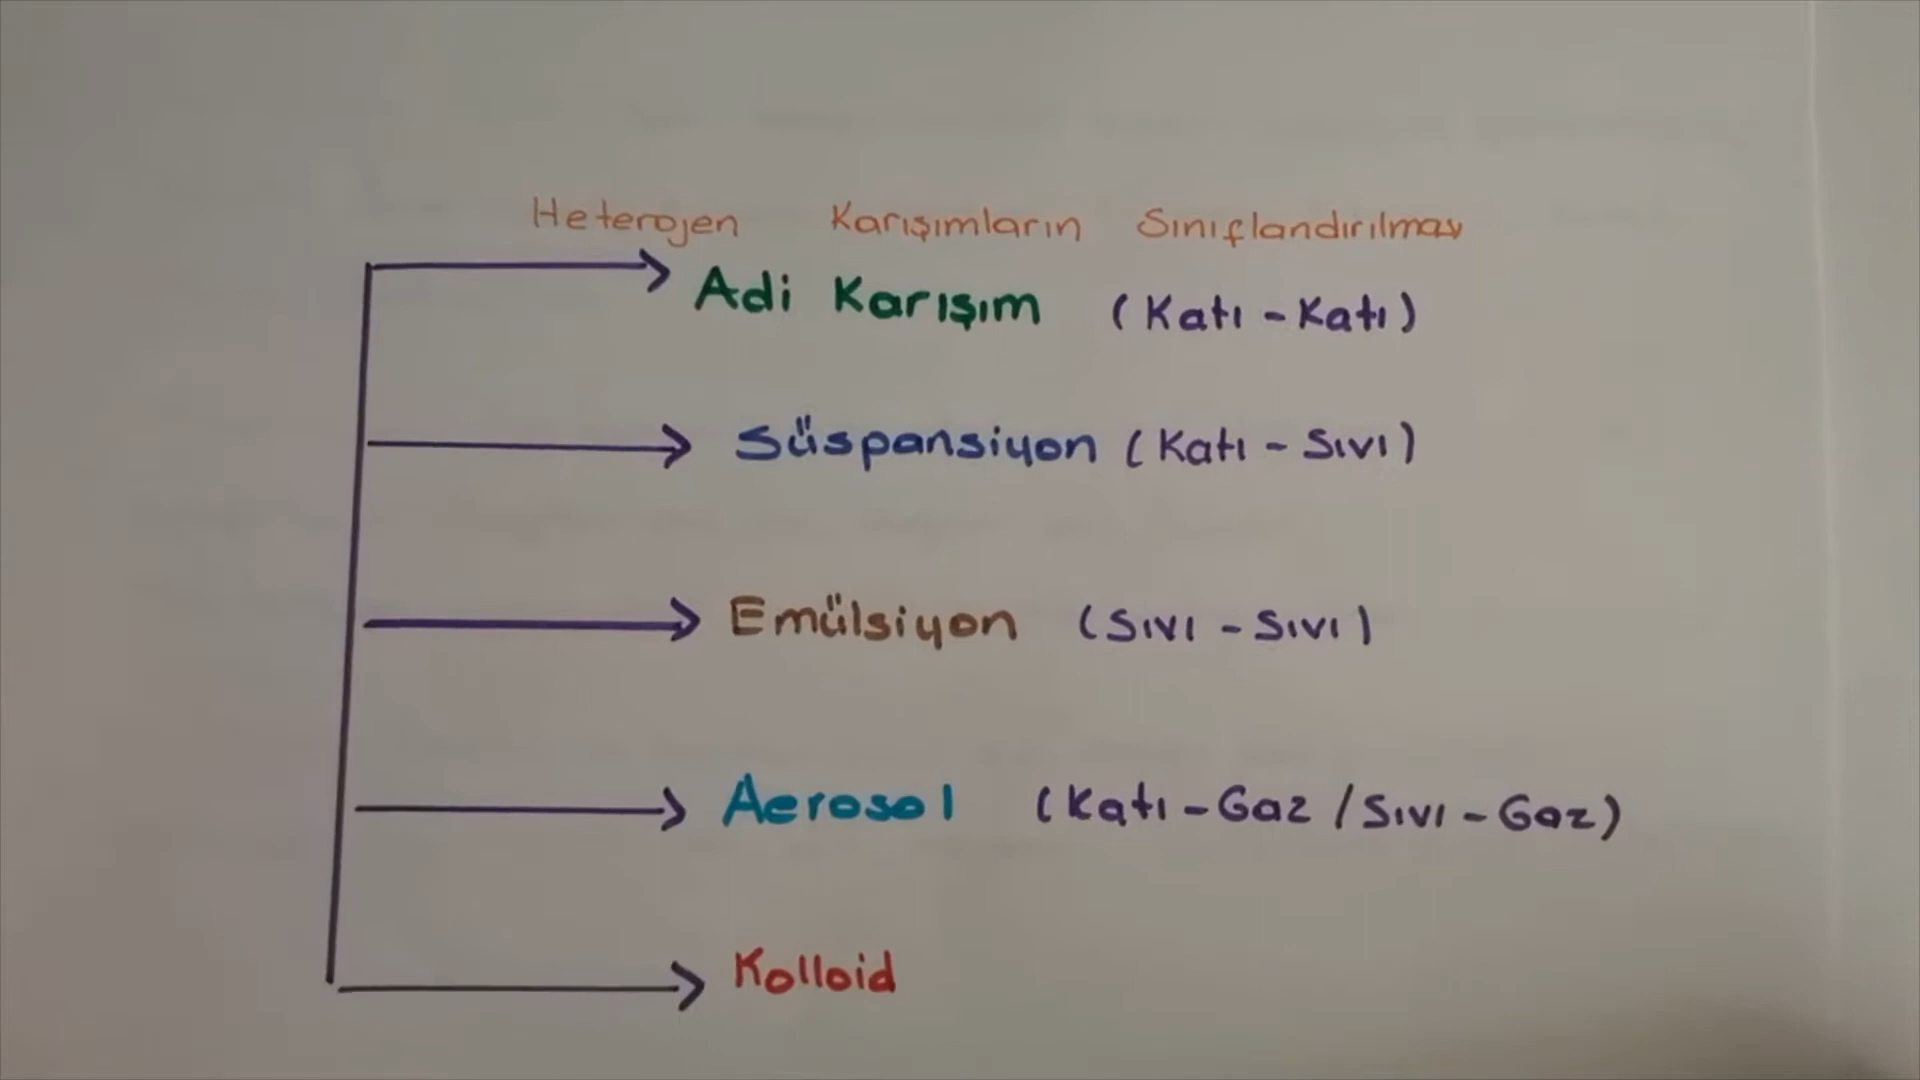 Heterojen Karışımların Sınıflandırılması
Adi Karışım (Katı - Katı)
Süspansiyon (Katı - Sıvı)
Emülsiyon (Sıvı - Sıvı)
Aerosol (Katı - Gaz / Sıvı - Gaz)
Kolloid